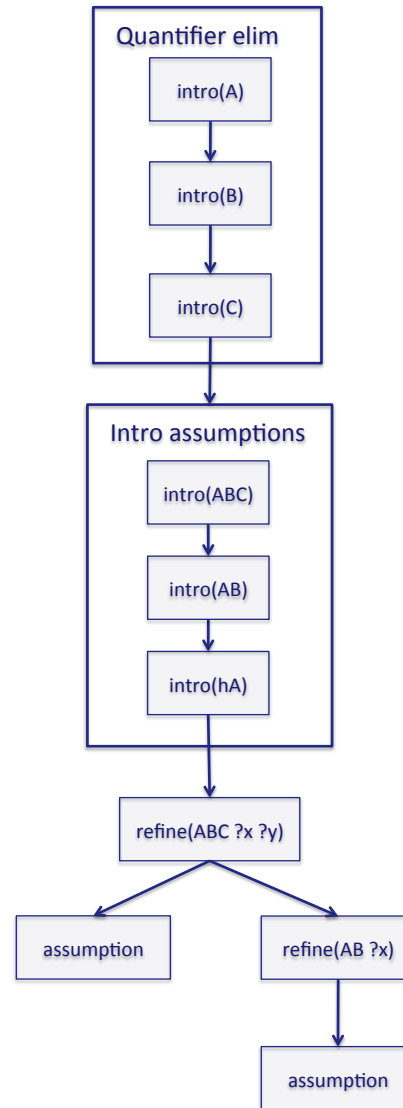 Quantifier elim
intro(A)
intro(B)
intro(C)
Intro assumptions
intro(ABC)
intro(AB)
intro(hA)
refine(ABC ?x ?y)
assumption
refine(AB ?x)
assumption